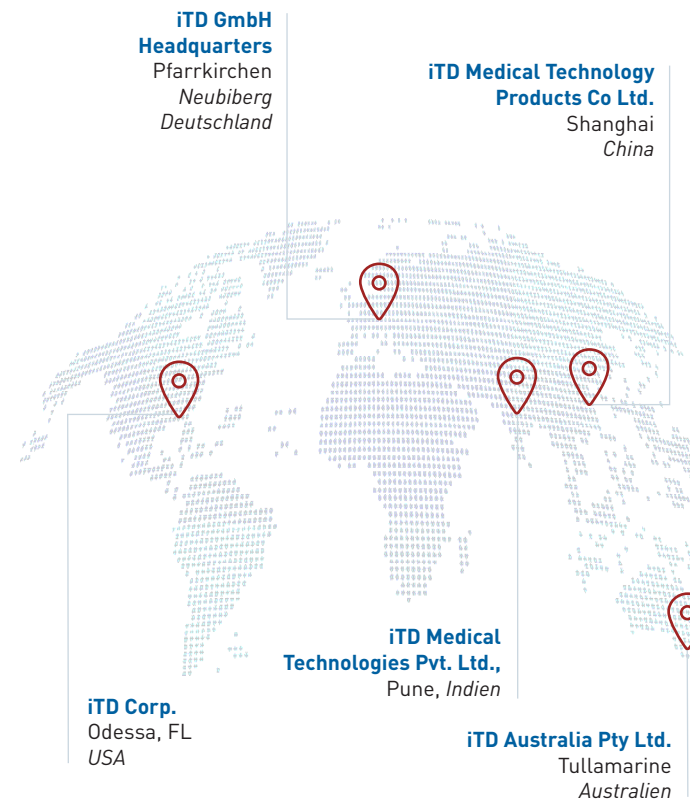 iTD GmbH
Headquarters
Pfarrkirchen
Neubiberg
Deutschland
iTD Medical Technology
Products Co Ltd.
Shanghai
China
iTD Medical
Technologies Pvt. Ltd.,
Pune, Indien
iTD Corp.
Odessa, FL
USA
iTD Australia Pty Ltd.
Tullamarine
Australien